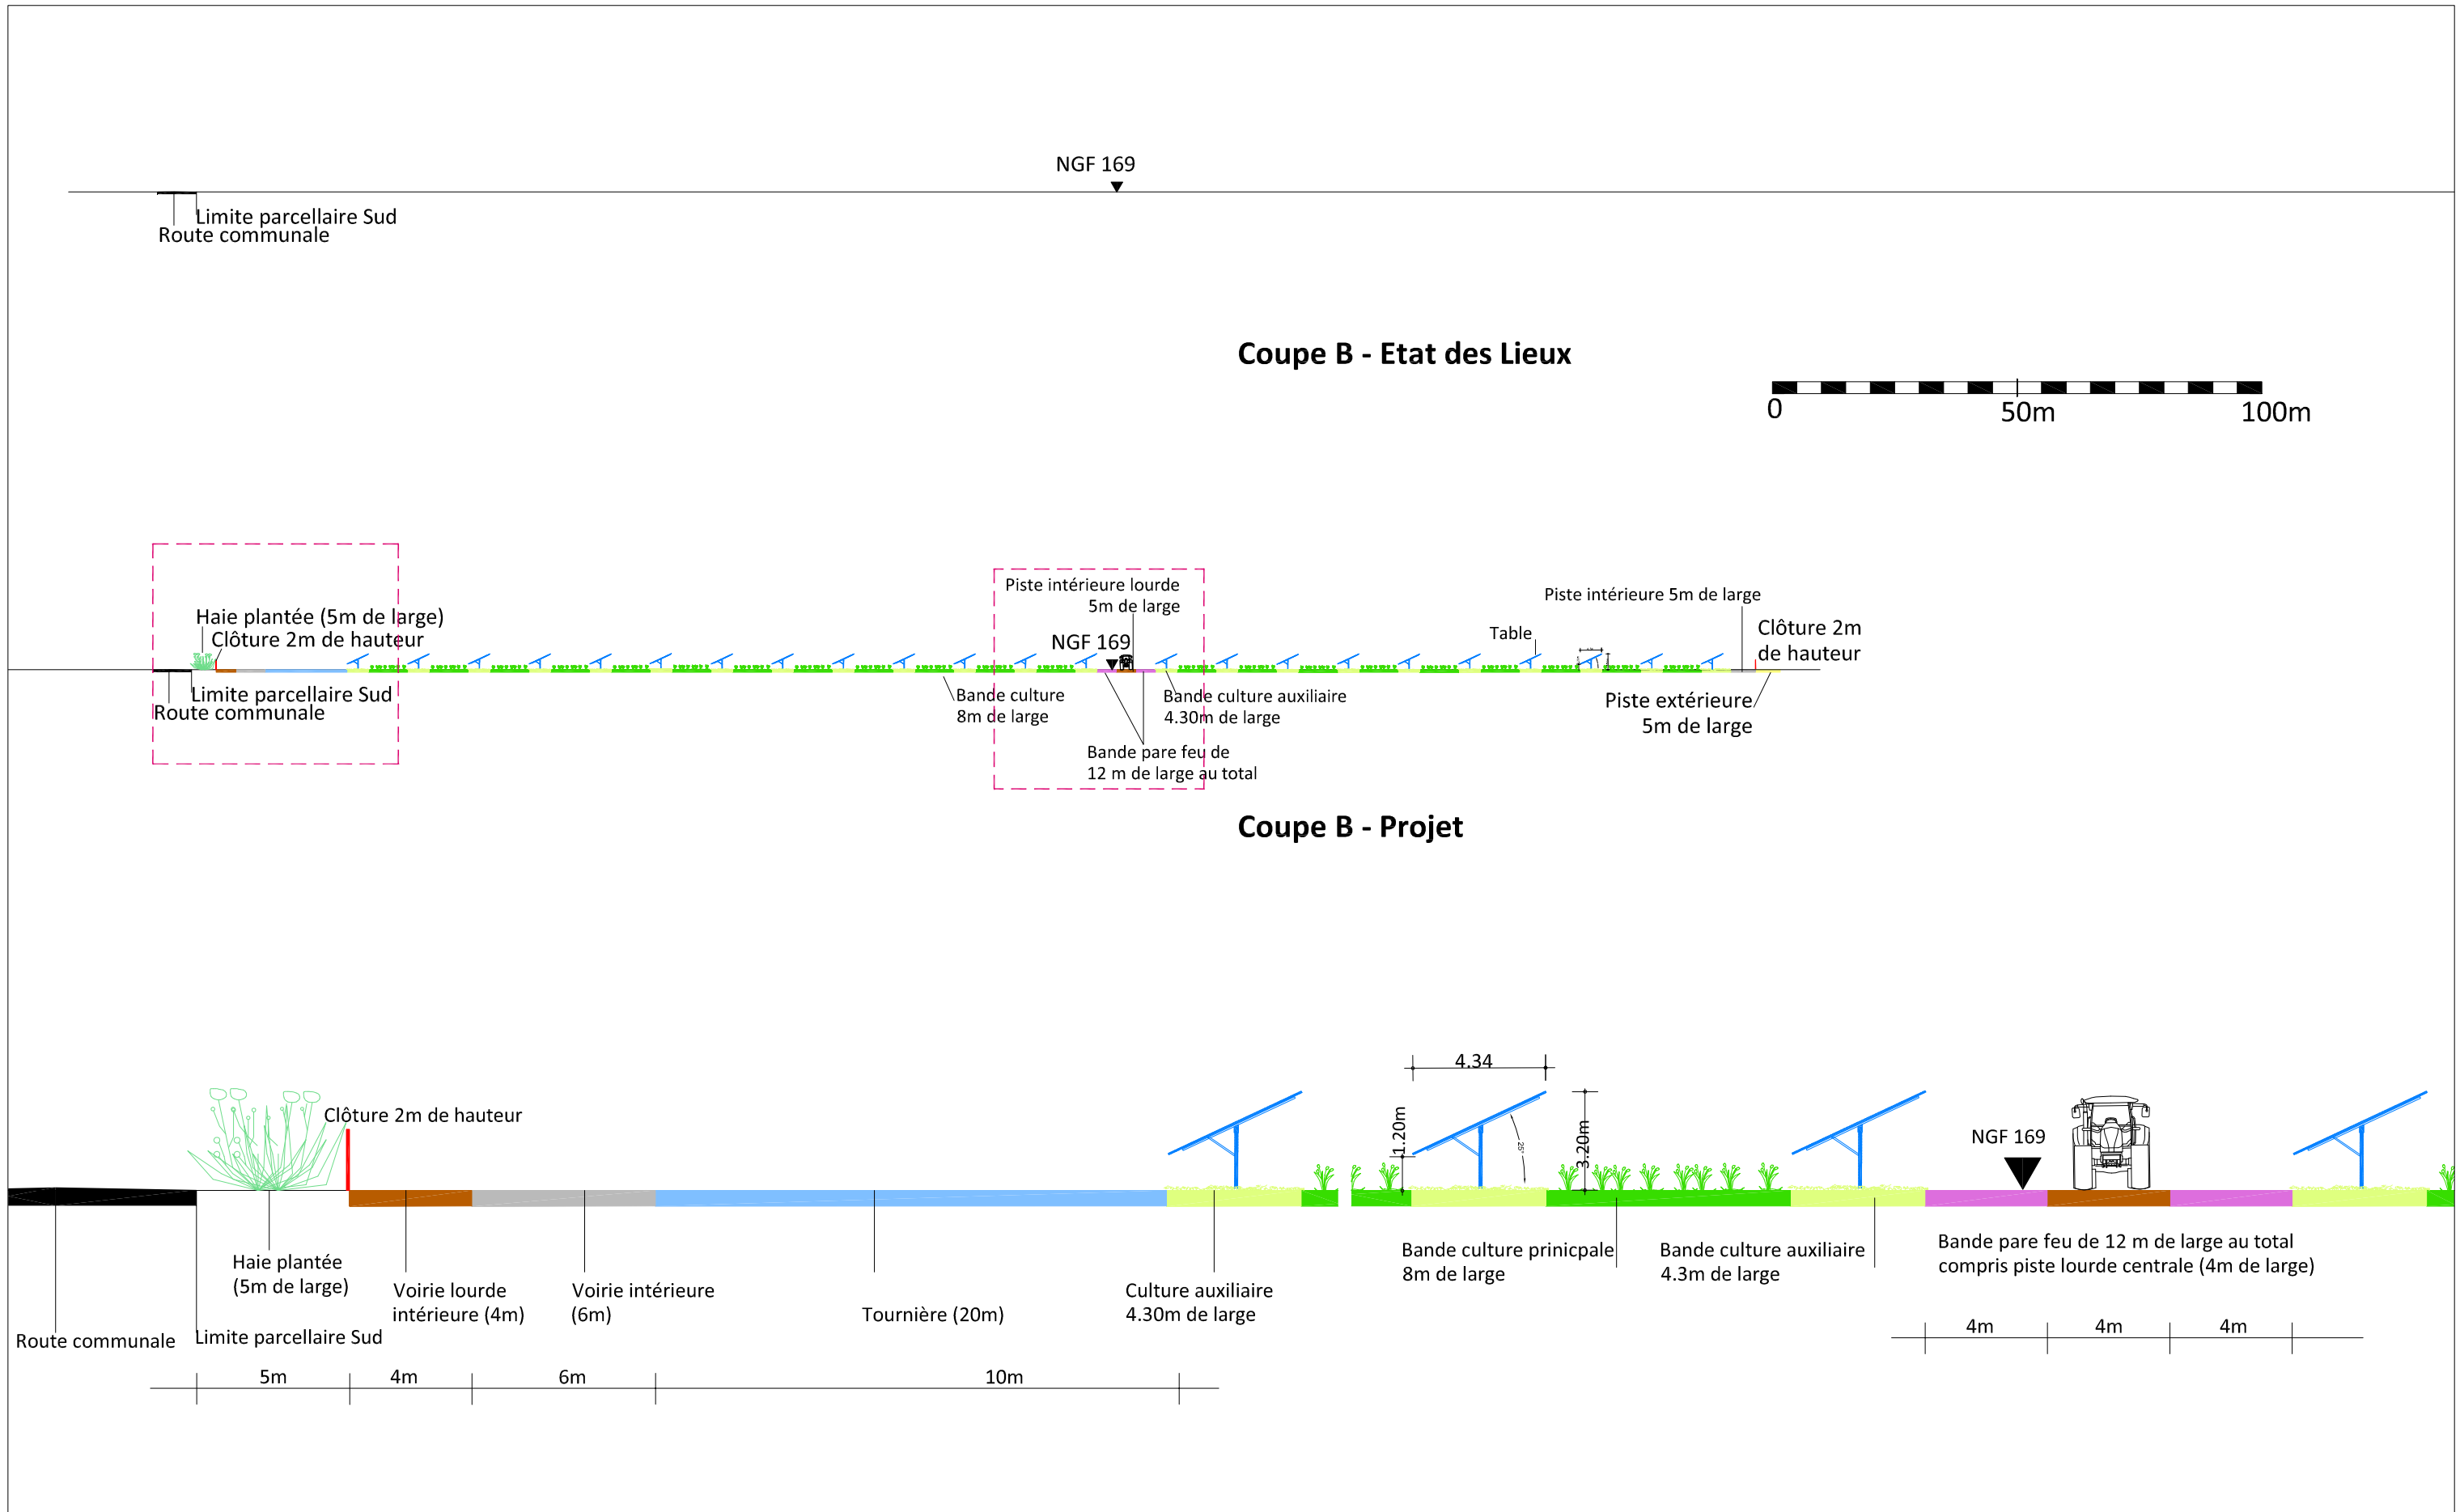 NGF 169
Limite parcellaire Sud
Route communale
Coupe B - Etat des Lieux
0
50m
100m
Piste intérieure lourde
5m de large
Piste intérieure 5m de large
Haie plantée (5m de large)
Clôture 2m de hauteur
NGF 169
Table
Clôture 2m
de hauteur
Limite parcellaire Sud
Route communale
Bande culture
8m de large
Bande culture auxiliaire
4.30m de large
Piste extérieure
5m de large
Bande pare feu de
12 m de large au total
Coupe B - Projet
4.34
Clôture 2m de hauteur
1.20m
25°
3.20m
NGF 169
Haie plantée
(5m de large)
Voirie lourde
intérieure (4m)
Voirie intérieure
(6m)
Tournière (20m)
Culture auxiliaire
4.30m de large
Bande culture prinicpale
8m de large
Bande culture auxiliaire
4.3m de large
Bande pare feu de 12 m de large au total
compris piste lourde centrale (4m de large)
Route communale
Limite parcellaire Sud
4m
4m
4m
5m
4m
6m
10m